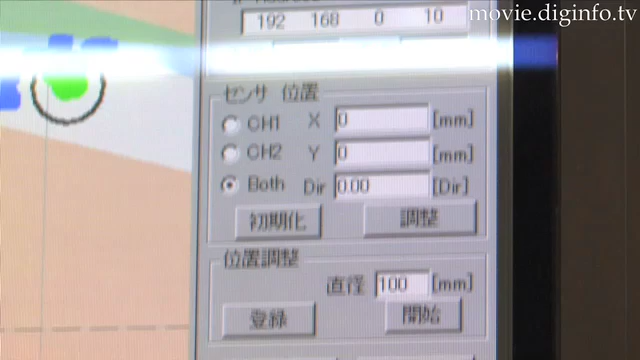 movie.diginfo.tv
192 168 0 10
センサ 位置
CH1 X 0 [mm]
CH2 Y 0 [mm]
Both Dir 0.00 [Dir]
初期化 調整
位置調整
直径 100 [mm]
登録 開始